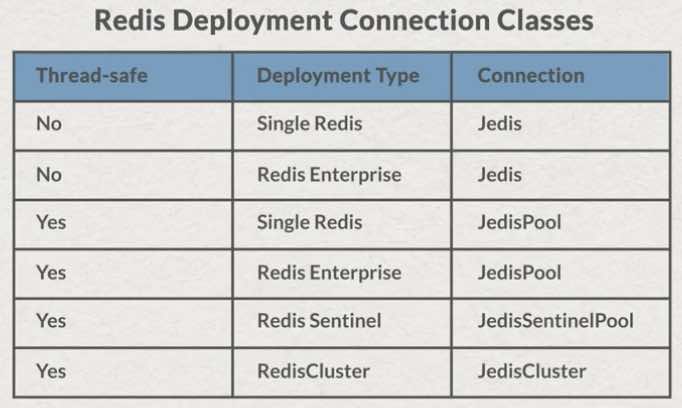 Redis Deployment Connection Classes
Thread-safe Deployment Type Connection
No Single Redis Jedis
No Redis Enterprise Jedis
Yes Single Redis JedisPool
Yes Redis Enterprise JedisPool
Yes Redis Sentinel JedisSentinelPool
Yes RedisCluster JedisCluster